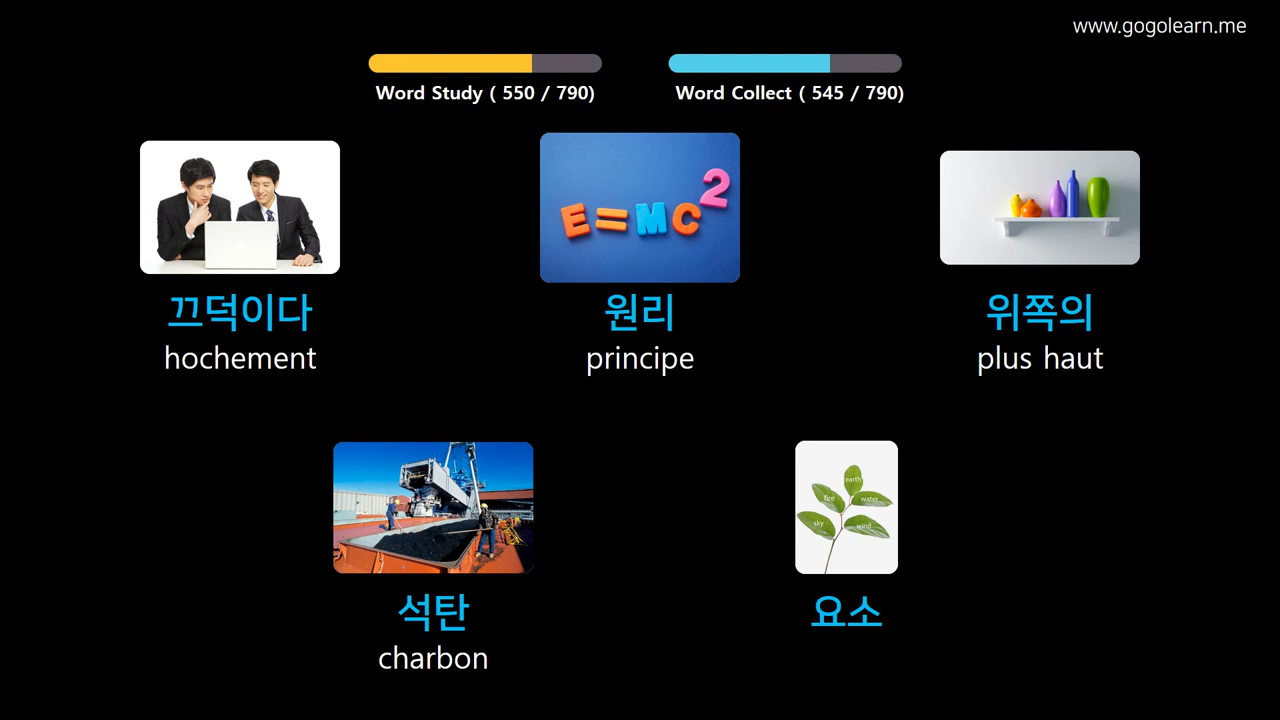 www.gogolearn.me
Word Study ( 550 / 790)
Word Collect ( 545 / 790)
E=MC2
끄덕이다
hochement
원리
principe
위쪽의
plus haut
earth
fire
water
sky
wind
석탄
charbon
요소